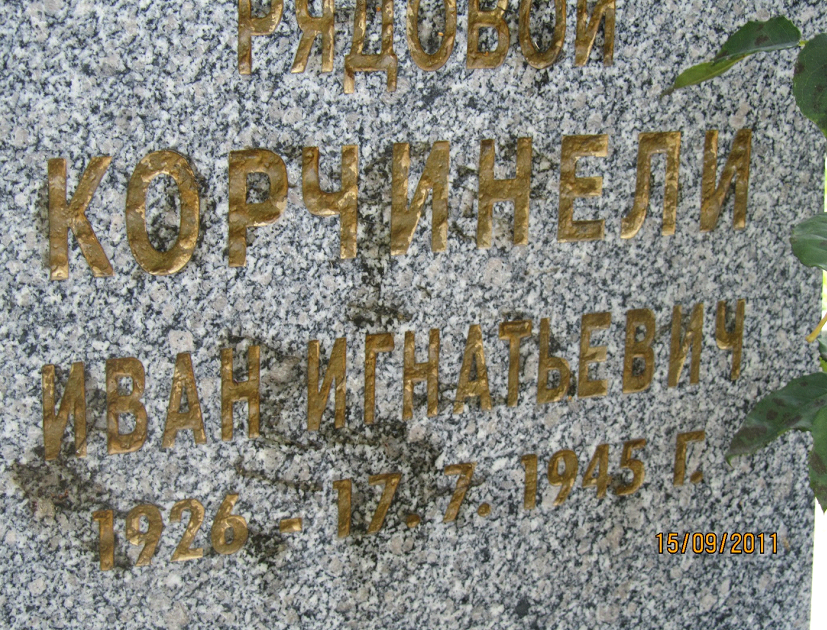 РЯДОВОЙ
КОРЧИНЕЛИ
ИВАН ИГНАТЬЕВИЧ
1926 - 17. 7. 1945 Г.
15/09/2011